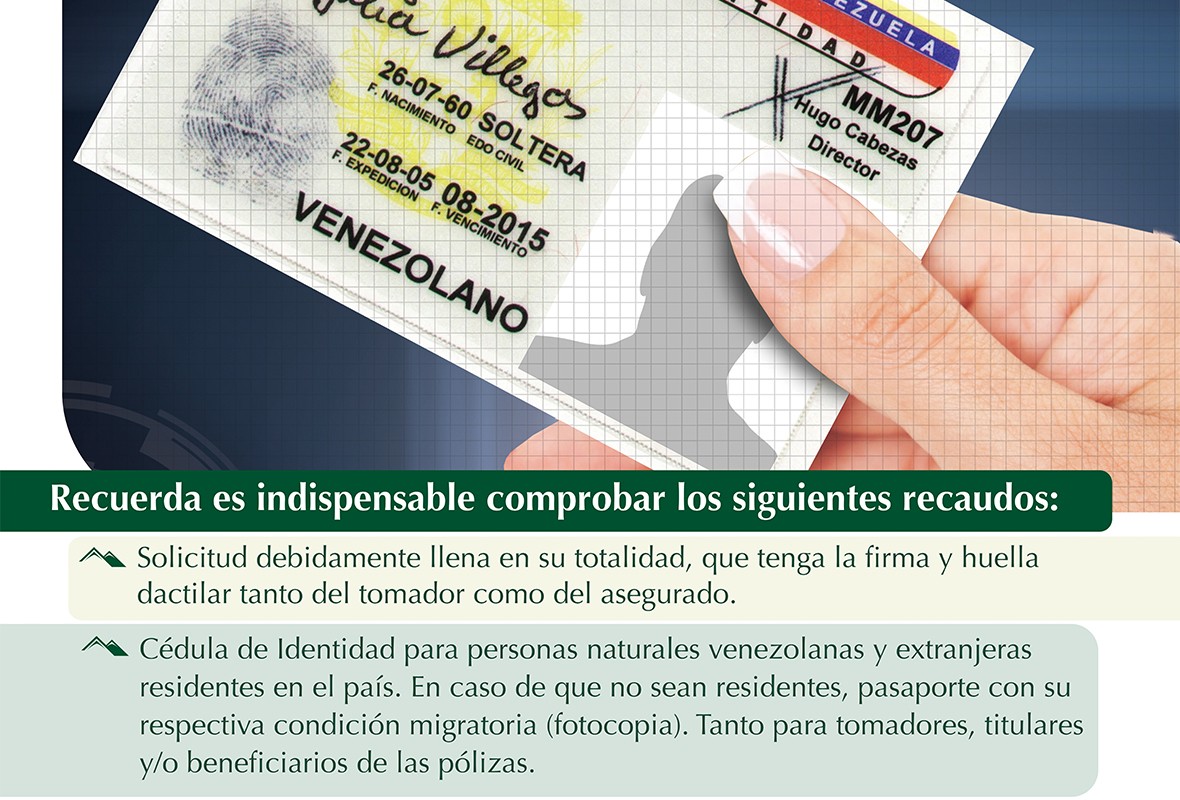 Villegas
EZUELA
TIDAD
MM207
Hugo Cabezas
Director
26-07-60 SOLTERA
F. NACIMIENTO EDO CIVIL
22-08-05 08-2015
F. EXPEDICION F. VENCIMIENTO
VENEZOLANO
Recuerda es indispensable comprobar los siguientes recaudos:
Solicitud debidamente llena en su totalidad, que tenga la firma y huella
dactilar tanto del tomador como del asegurado.
Cédula de Identidad para personas naturales venezolanas y extranjeras
residentes en el país. En caso de que no sean residentes, pasaporte con su
respectiva condición migratoria (fotocopia). Tanto para tomadores, titulares
y/o beneficiarios de las pólizas.